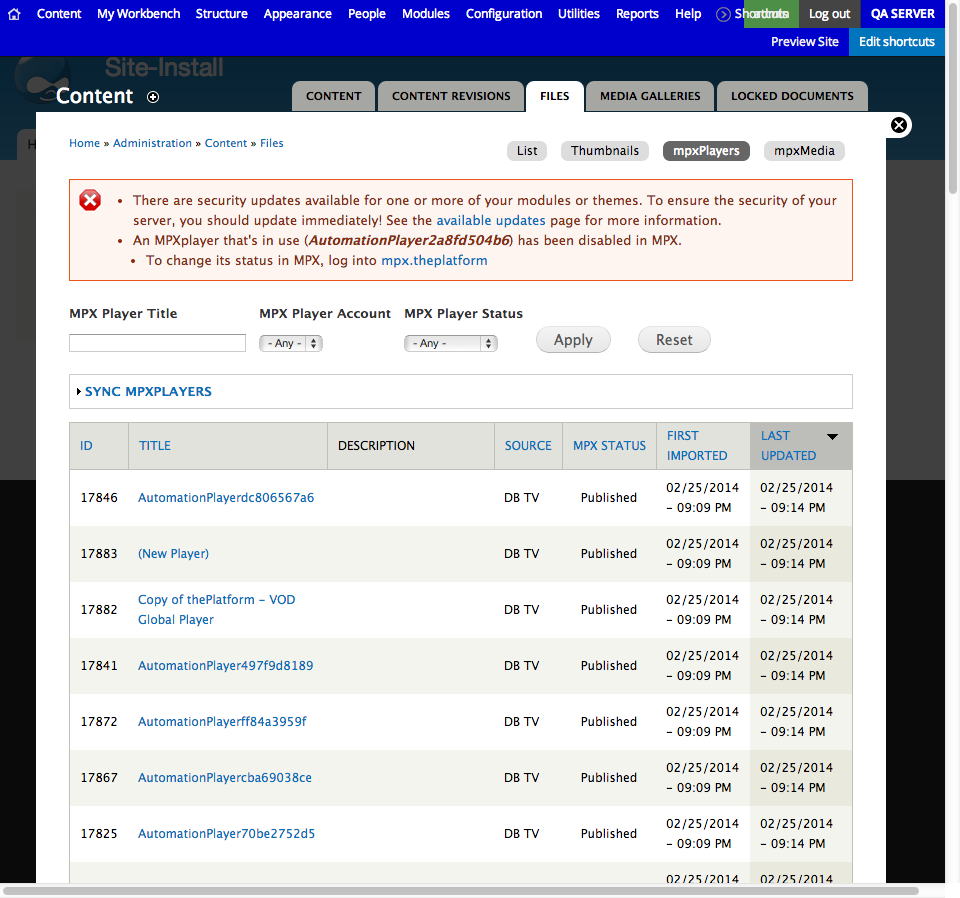 Content My Workbench Structure Appearance People Modules Configuration Utilities Reports Help Shortcuts Log out QA SERVER
Preview Site Edit shortcuts
Site-Install
Content
CONTENT CONTENT REVISIONS FILES MEDIA GALLERIES LOCKED DOCUMENTS
H
Home » Administration » Content » Files
List Thumbnails mpxPlayers mpxMedia
• There are security updates available for one or more of your modules or themes. To ensure the security of your
server, you should update immediately! See the available updates page for more information.
• An MPXplayer that's in use (AutomationPlayer2a8fd504b6) has been disabled in MPX.
• To change its status in MPX, log into mpx.theplatform
MPX Player Title MPX Player Account MPX Player Status
- Any - - Any - Apply Reset
SYNC MPXPLAYERS
ID TITLE DESCRIPTION SOURCE MPX STATUS FIRST IMPORTED LAST UPDATED
17846 AutomationPlayerdc806567a6 DB TV Published 02/25/2014 – 09:09 PM 02/25/2014 – 09:14 PM
17883 (New Player) DB TV Published 02/25/2014 – 09:09 PM 02/25/2014 – 09:14 PM
17882 Copy of thePlatform – VOD Global Player DB TV Published 02/25/2014 – 09:09 PM 02/25/2014 – 09:14 PM
17841 AutomationPlayer497f9d8189 DB TV Published 02/25/2014 – 09:09 PM 02/25/2014 – 09:14 PM
17872 AutomationPlayerff84a3959f DB TV Published 02/25/2014 – 09:09 PM 02/25/2014 – 09:14 PM
17867 AutomationPlayercba69038ce DB TV Published 02/25/2014 – 09:09 PM 02/25/2014 – 09:14 PM
17825 AutomationPlayer70be2752d5 DB TV Published 02/25/2014 – 09:09 PM 02/25/2014 – 09:14 PM
02/25/2014 02/25/2014